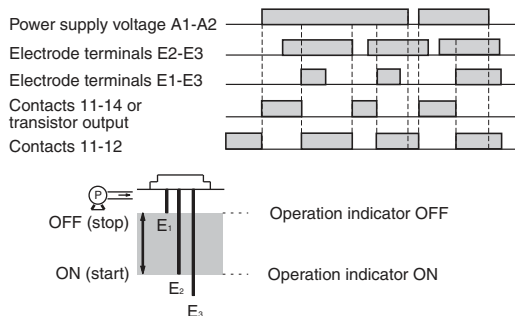 Power supply voltage A1-A2
Electrode terminals E2-E3
Electrode terminals E1-E3
Contacts 11-14 or
transistor output
Contacts 11-12
P
OFF (stop)
E₁
Operation indicator OFF
ON (start)
E₂
Operation indicator ON
E₃